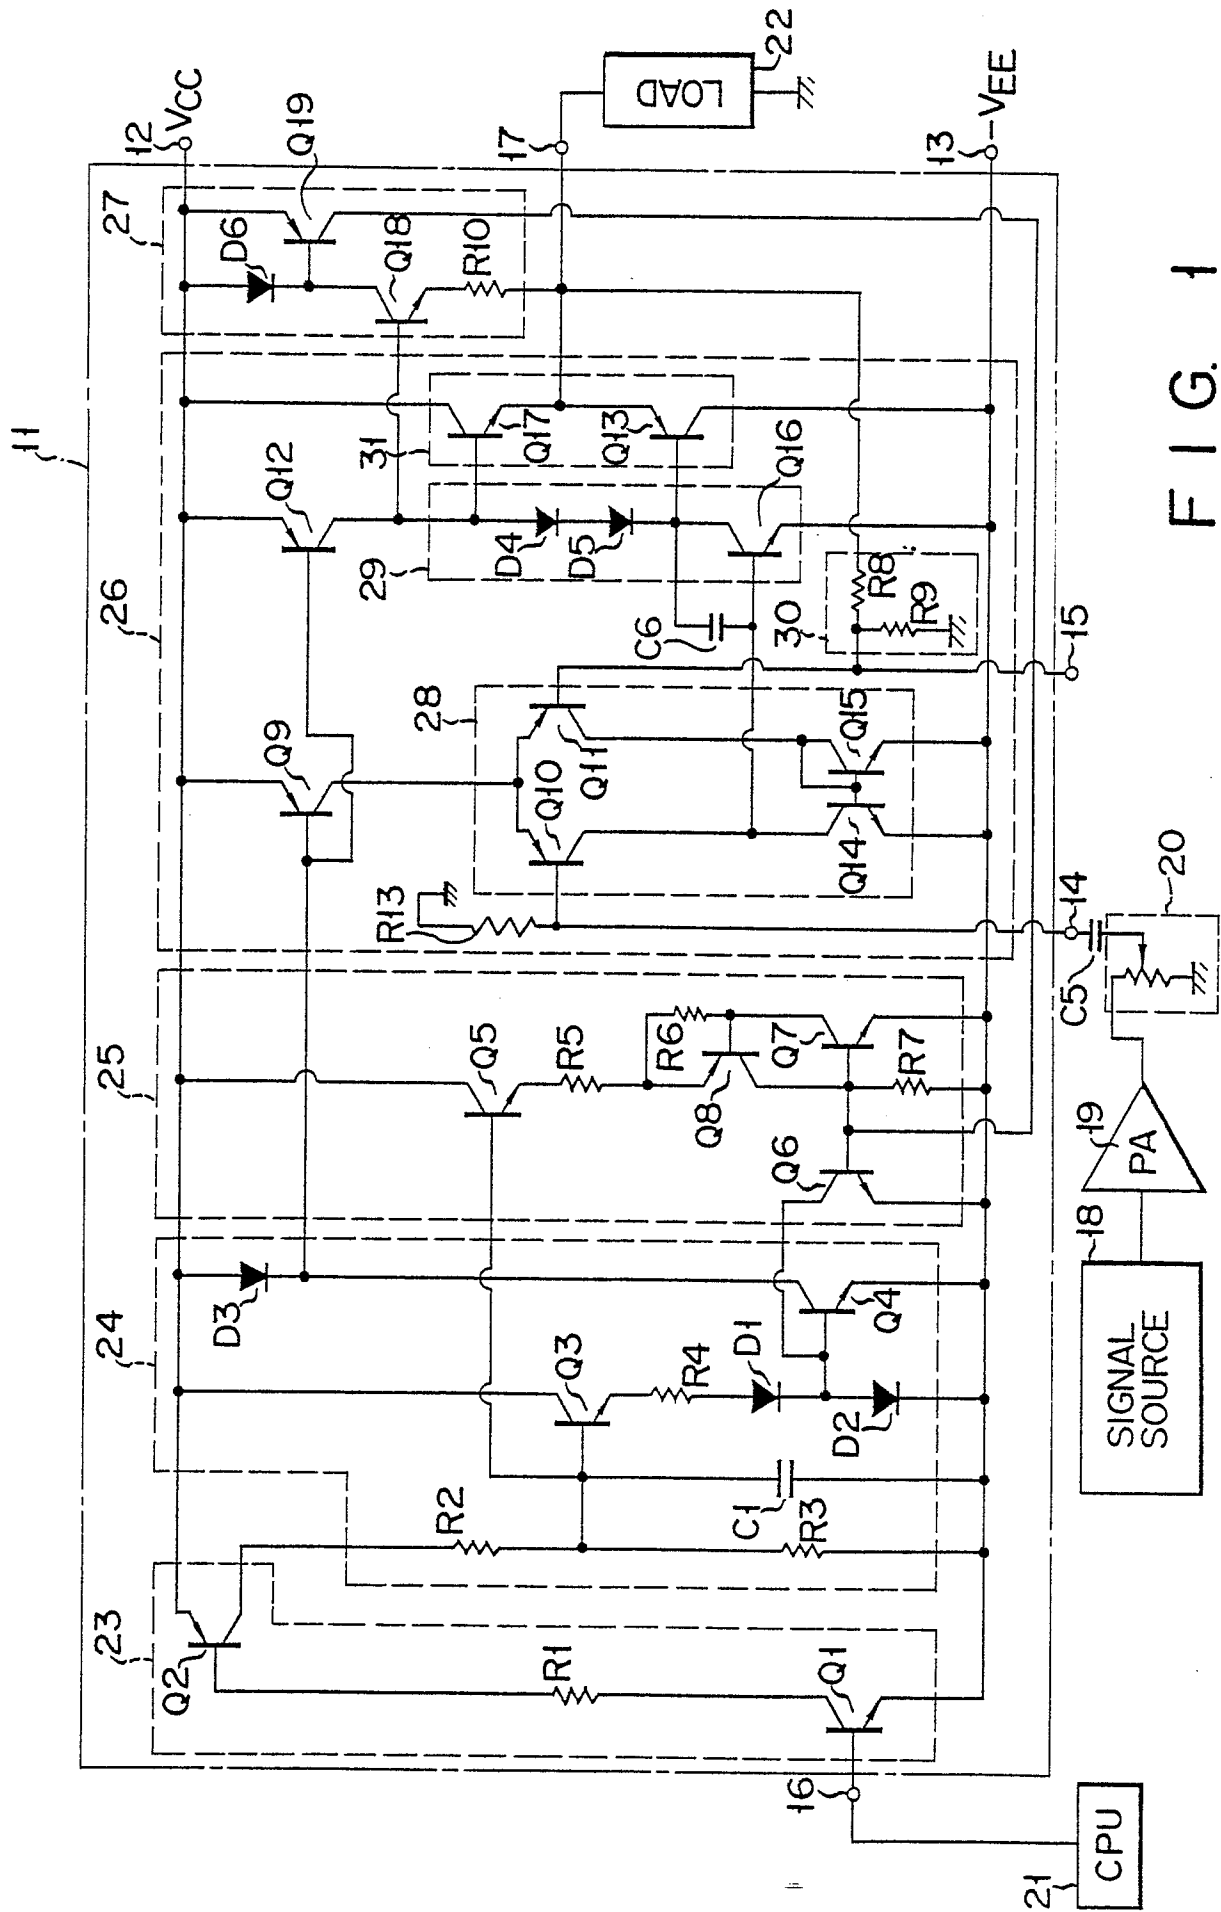 11
23
24
25
26
27
12
VCC
Q2
D3
Q9
Q12
D6
Q19
R2
Q3
Q5
R13
28
29
31
Q17
Q18
R10
17
LOAD
22
R1
R4
D1
R5
R6
Q8
Q10
Q11
D4
D5
Q13
C6
Q16
Q1
C1
R3
D2
Q4
Q6
Q7
R7
Q14
Q15
30
R8
R9
13
-VEE
16
14
15
CPU
21
SIGNAL
SOURCE
18
PA
19
C5
20
FIG. 1